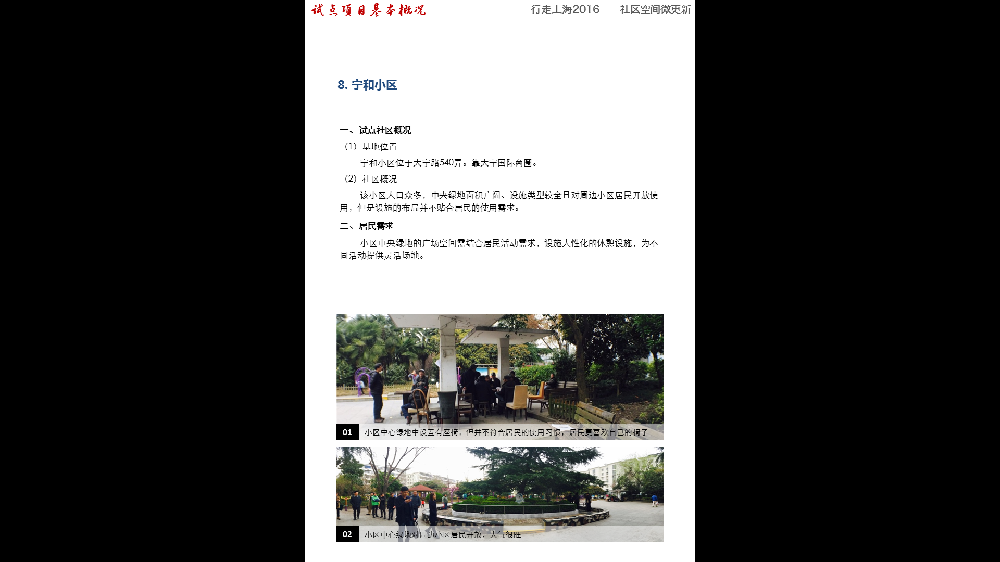 试点项目基本概况
行走上海2016——社区空间微更新
8. 宁和小区
一、试点社区概况
（1）基地位置
宁和小区位于大宁路540弄。靠大宁国际商圈。
（2）社区概况
该小区人口众多，中央绿地面积广阔、设施类型较全且对周边小区居民开放使
用，但是设施的布局并不贴合居民的使用需求。
二、居民需求
小区中央绿地的广场空间需结合居民活动需求，设施人性化的休憩设施，为不
同活动提供灵活场地。
01 小区中心绿地中设置有座椅，但并不符合居民的使用习惯，居民更喜欢自己的椅子
02 小区中心绿地对周边小区居民开放，人气很旺